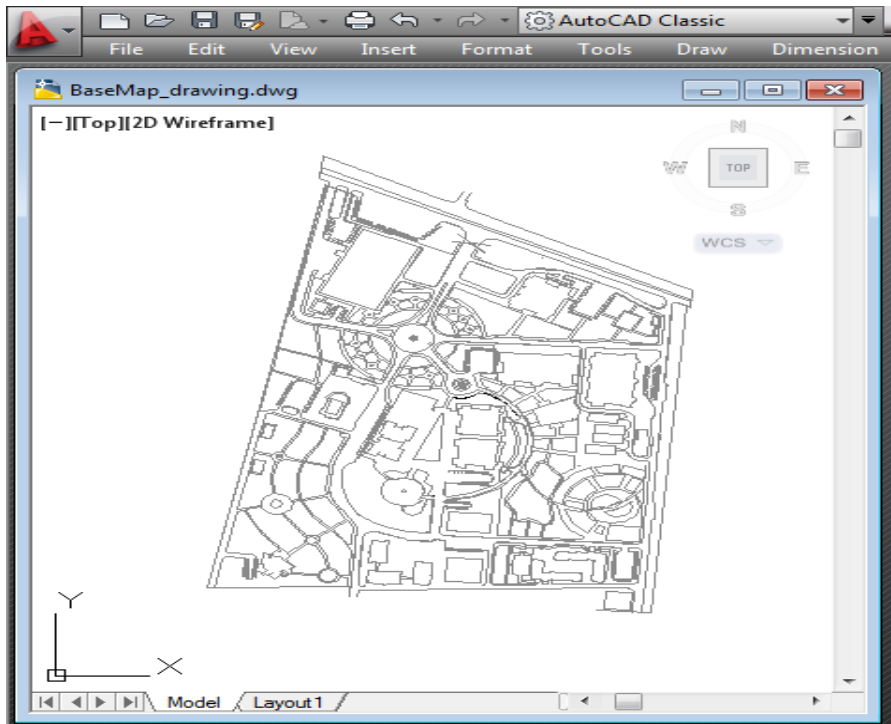 AutoCAD Classic
File Edit View Insert Format Tools Draw Dimension
BaseMap_drawing.dwg
[−][Top][2D Wireframe]
N
W TOP E
S
WCS
Y
X
Model Layout1